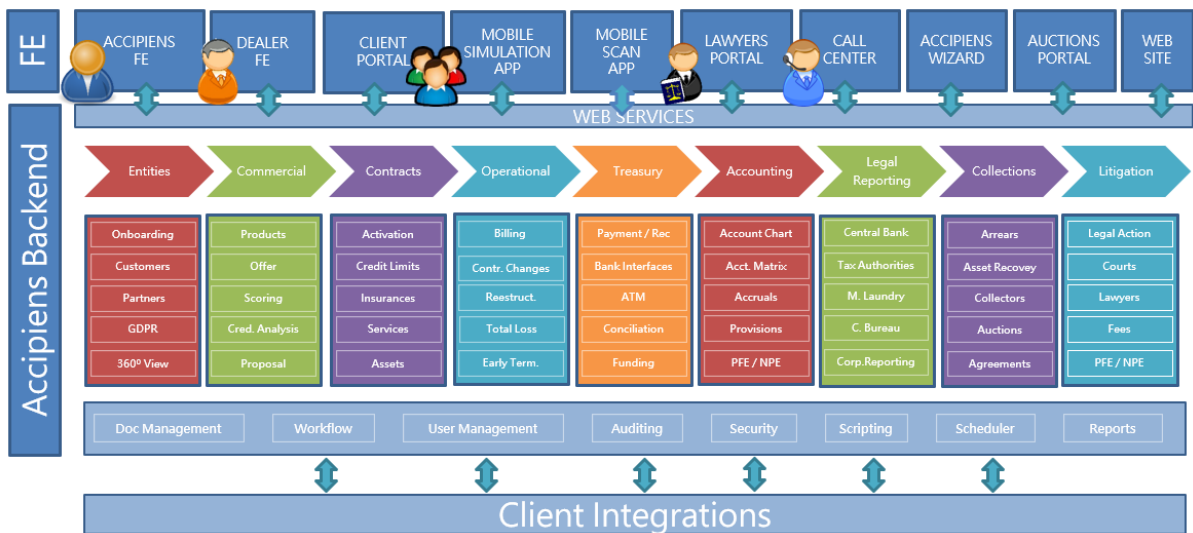 FE
ACCIPIENS
FE
DEALER
FE
CLIENT
PORTAL
MOBILE
SIMULATION
APP
MOBILE
SCAN
APP
LAWYERS
PORTAL
CALL
CENTER
ACCIPIENS
WIZARD
AUCTIONS
PORTAL
WEB
SITE
WEB SERVICES
Accipiens Backend
Entities
Commercial
Contracts
Operational
Treasury
Accounting
Legal
Reporting
Collections
Litigation
Onboarding
Customers
Partners
GDPR
360º View
Products
Offer
Scoring
Cred. Analysis
Proposal
Activation
Credit Limits
Insurances
Services
Assets
Billing
Contr. Changes
Reestruct.
Total Loss
Early Term.
Payment / Rec
Bank Interfaces
ATM
Conciliation
Funding
Account Chart
Acct. Matrix
Accruals
Provisions
PFE / NPE
Central Bank
Tax Authorities
M. Laundry
C. Bureau
Corp.Reporting
Arrears
Asset Recovey
Collectors
Auctions
Agreements
Legal Action
Courts
Lawyers
Fees
PFE / NPE
Doc Management
Workflow
User Management
Auditing
Security
Scripting
Scheduler
Reports
Client Integrations